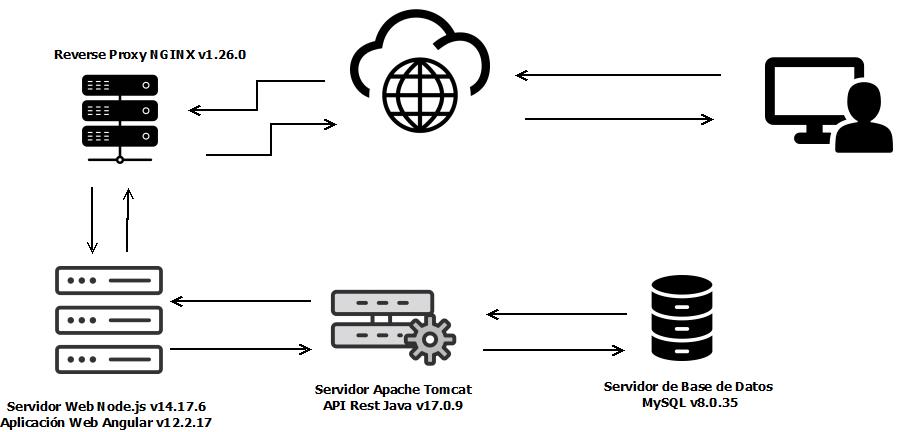 Reverse Proxy NGINX v1.26.0
Servidor Apache Tomcat
API Rest Java v17.0.9
Servidor de Base de Datos
MySQL v8.0.35
Servidor Web Node.js v14.17.6
Aplicación Web Angular v12.2.17